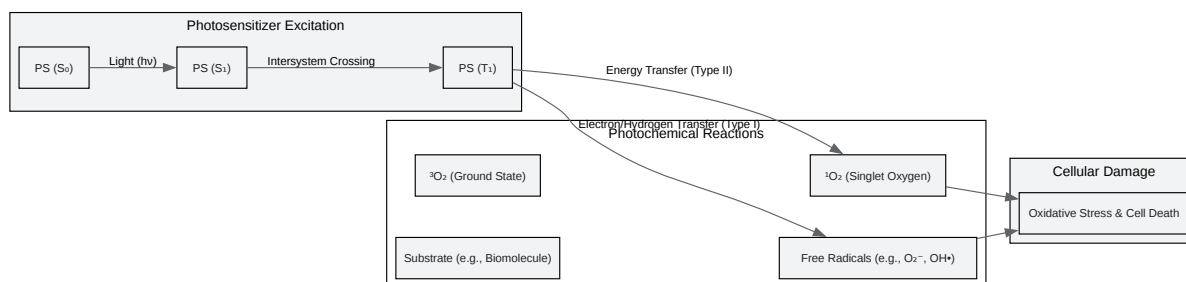 Photosensitizer Excitation
PS (S₀)
Light (hν)
PS (S₁)
Intersystem Crossing
PS (T₁)
Energy Transfer (Type II)
Electron/Hydrogen Transfer (Type I)
Photochemical Reactions
³O₂ (Ground State)
¹O₂ (Singlet Oxygen)
Cellular Damage
Oxidative Stress & Cell Death
Substrate (e.g., Biomolecule)
Free Radicals (e.g., O₂⁻, OH•)